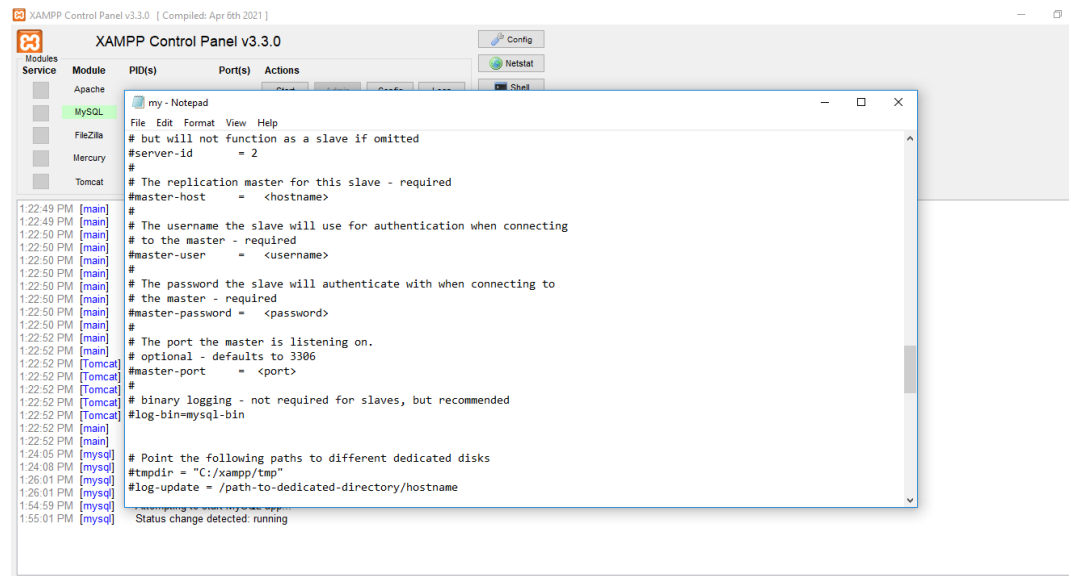 XAMPP Control Panel v3.3.0 [ Compiled: Apr 6th 2021 ]
XAMPP Control Panel v3.3.0
Config
Netstat
Shell
Modules
Service Module PID(s) Port(s) Actions
Apache Start Admin Config Logs
MySQL
FileZilla
Mercury
Tomcat
my - Notepad
File Edit Format View Help
# but will not function as a slave if omitted
#server-id = 2
#
# The replication master for this slave - required
#master-host = <hostname>
#
# The username the slave will use for authentication when connecting
# to the master - required
#master-user = <username>
#
# The password the slave will authenticate with when connecting to
# the master - required
#master-password = <password>
#
# The port the master is listening on.
# optional - defaults to 3306
#master-port = <port>
#
# binary logging - not required for slaves, but recommended
#log-bin=mysql-bin
# Point the following paths to different dedicated disks
#tmpdir = "C:/xampp/tmp"
#log-update = /path-to-dedicated-directory/hostname
1:22:49 PM [main]
1:22:49 PM [main]
1:22:50 PM [main]
1:22:50 PM [main]
1:22:50 PM [main]
1:22:50 PM [main]
1:22:50 PM [main]
1:22:50 PM [main]
1:22:50 PM [main]
1:22:50 PM [main]
1:22:52 PM [main]
1:22:52 PM [main]
1:22:52 PM [Tomcat]
1:22:52 PM [Tomcat]
1:22:52 PM [Tomcat]
1:22:52 PM [Tomcat]
1:22:52 PM [Tomcat]
1:22:52 PM [main]
1:22:52 PM [main]
1:24:05 PM [mysql]
1:24:08 PM [mysql]
1:26:01 PM [mysql]
1:26:01 PM [mysql]
1:54:59 PM [mysql] Attempting to start MySQL app...
1:55:01 PM [mysql] Status change detected: running